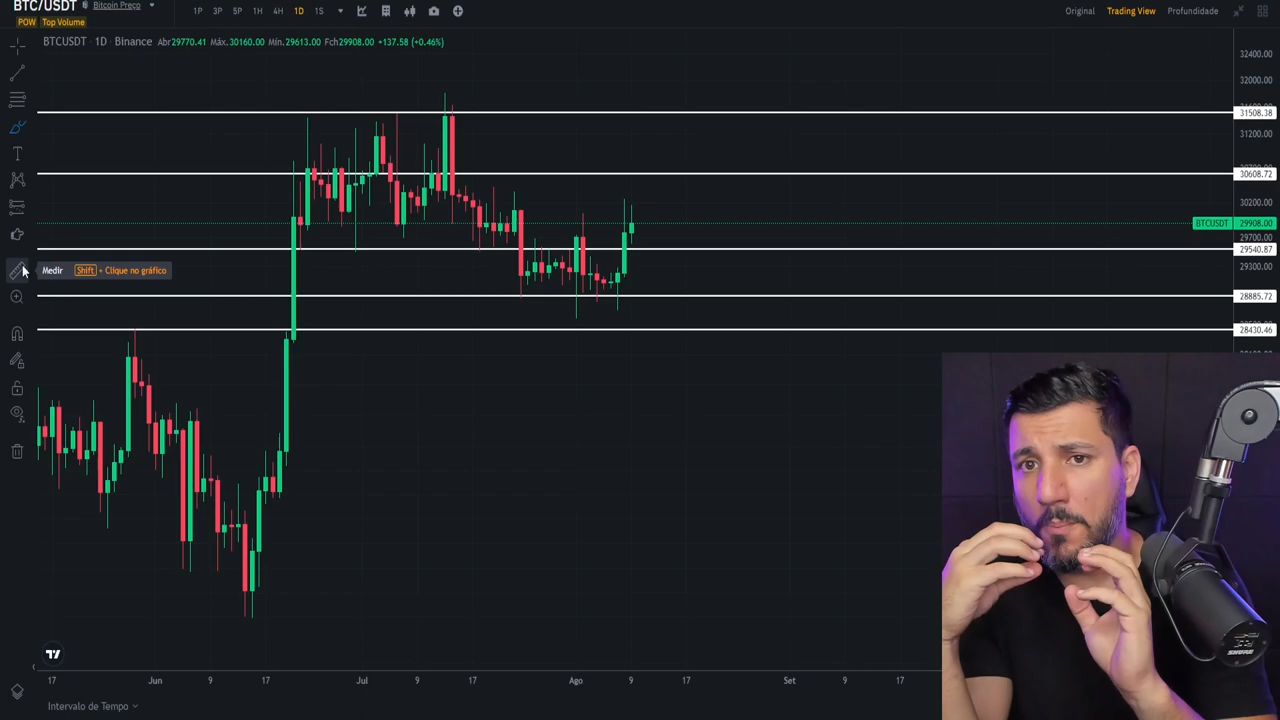 BTC/USDT Bitcoin Preço
POW Top Volume
1P 3P 5P 1H 4H 1D 1S
Original Trading View Profundidade
BTCUSDT · 1D · Binance Abr29770.41 Máx.30160.00 Mín.29613.00 Fch29908.00 +137.58 (+0.46%)
32400.00
32000.00
31508.38
31200.00
30608.72
30200.00
BTCUSDT 29908.00
29700.00
29540.87
29300.00
28885.72
28430.46
Medir Shift + Clique no gráfico
17 Jun 9 17 Jul 9 17 Ago 9 17 Set 9 17
Intervalo de Tempo
SHURE